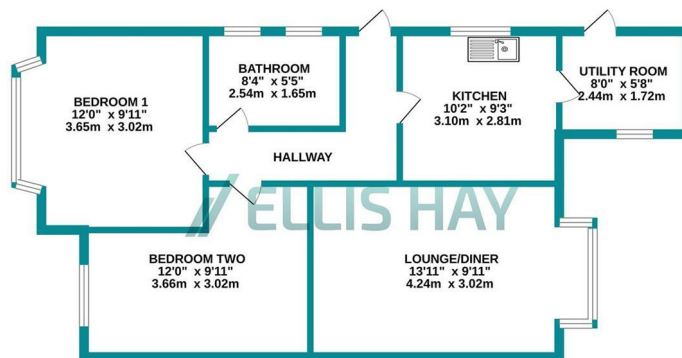 BATHROOM
8'4" x 5'5"
2.54m x 1.65m
BEDROOM 1
12'0" x 9'11"
3.65m x 3.02m
KITCHEN
10'2" x 9'3"
3.10m x 2.81m
UTILITY ROOM
8'0" x 5'8"
2.44m x 1.72m
HALLWAY
ELLIS HAY
BEDROOM TWO
12'0" x 9'11"
3.66m x 3.02m
LOUNGE/DINER
13'11" x 9'11"
4.24m x 3.02m